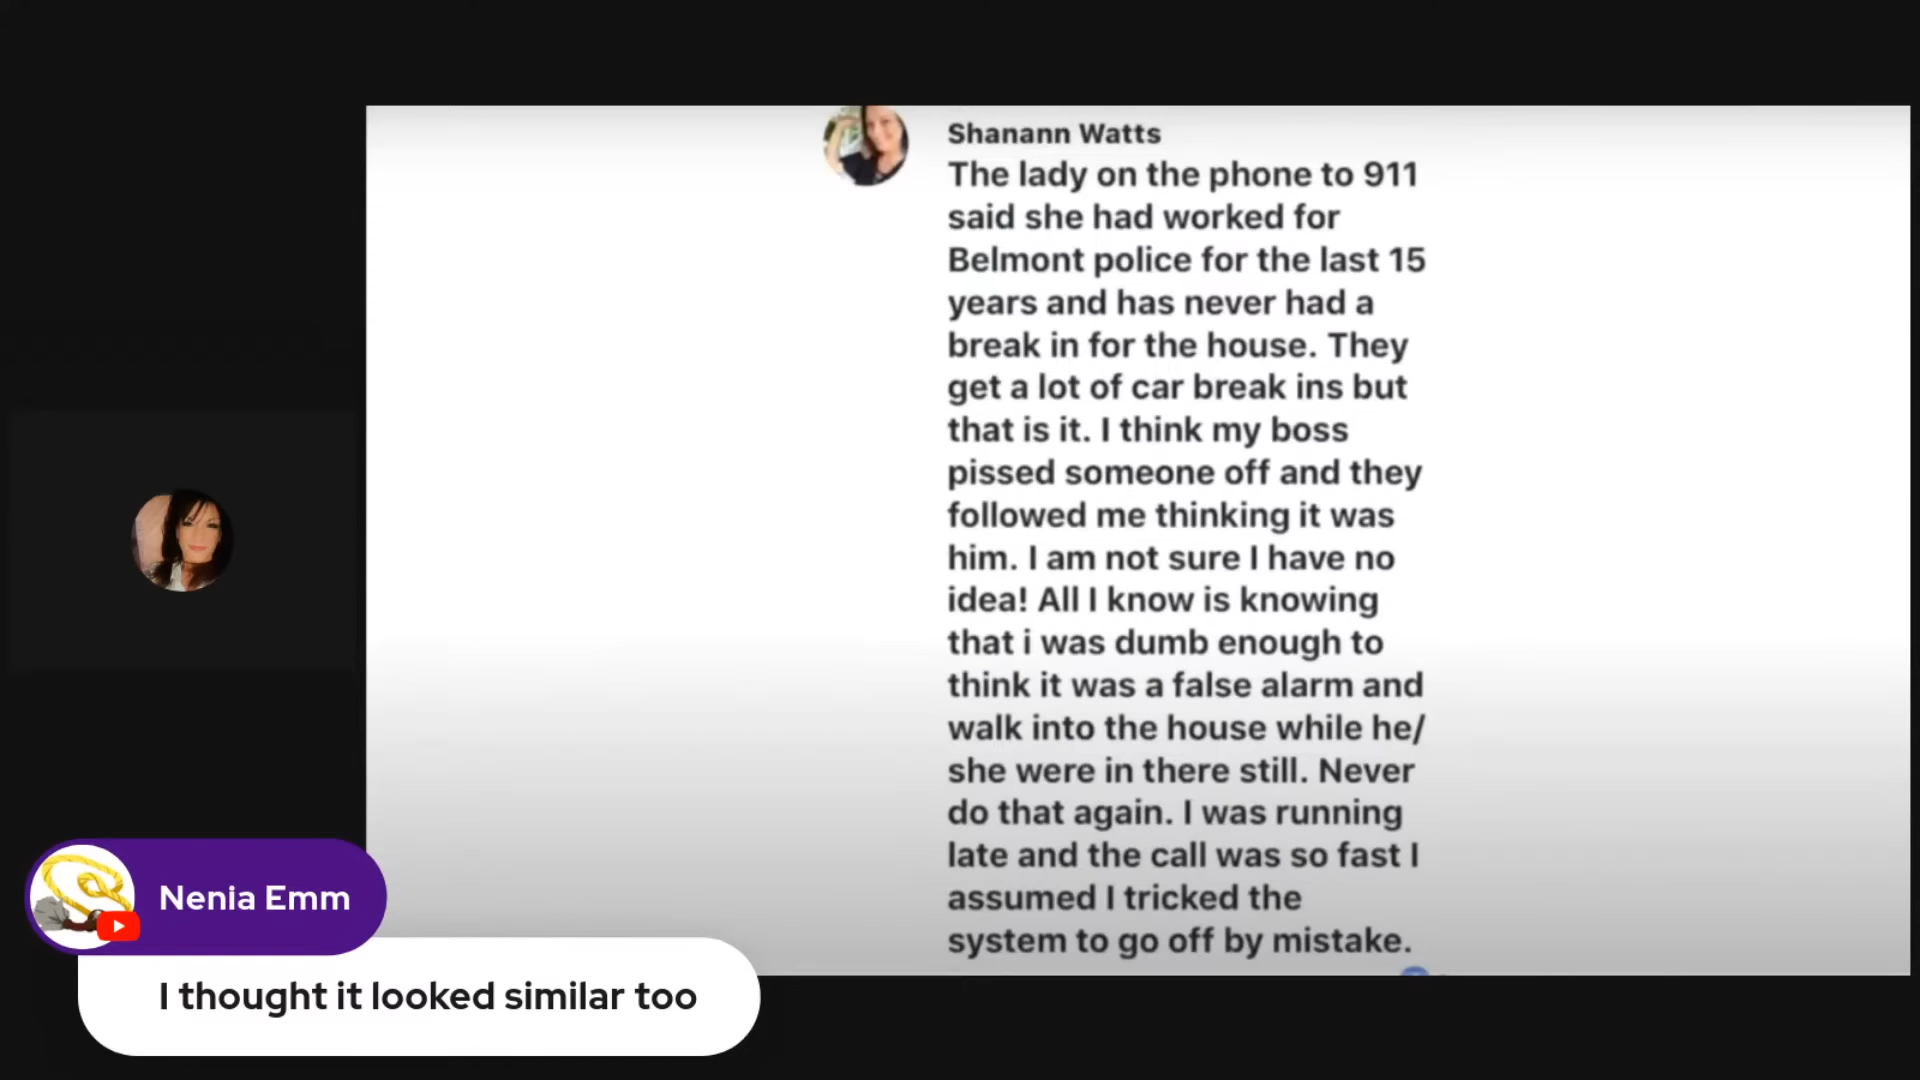 Shanann Watts
The lady on the phone to 911
said she had worked for
Belmont police for the last 15
years and has never had a
break in for the house. They
get a lot of car break ins but
that is it. I think my boss
pissed someone off and they
followed me thinking it was
him. I am not sure I have no
idea! All I know is knowing
that i was dumb enough to
think it was a false alarm and
walk into the house while he/
she were in there still. Never
do that again. I was running
late and the call was so fast I
assumed I tricked the
system to go off by mistake.
Nenia Emm
I thought it looked similar too